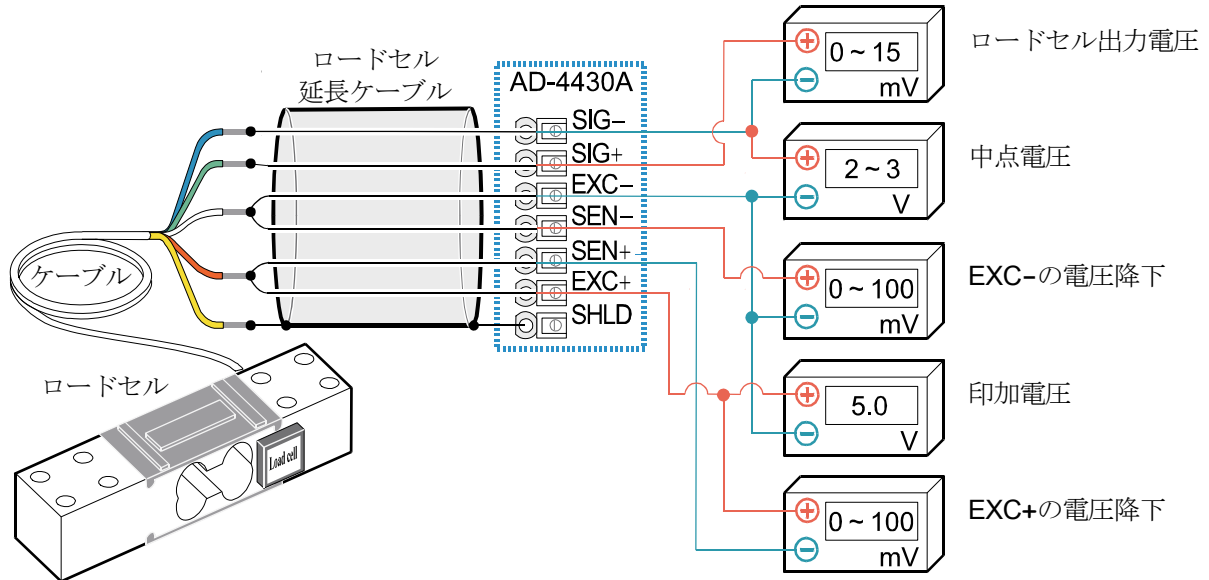 ロードセル
延長ケーブル
AD-4430A
SIG−
SIG+
EXC−
SEN−
SEN+
EXC+
SHLD
ケーブル
ロードセル
Load cell
0~15
mV
ロードセル出力電圧
2~3
V
中点電圧
0~100
mV
EXC−の電圧降下
5.0
V
印加電圧
0~100
mV
EXC+の電圧降下